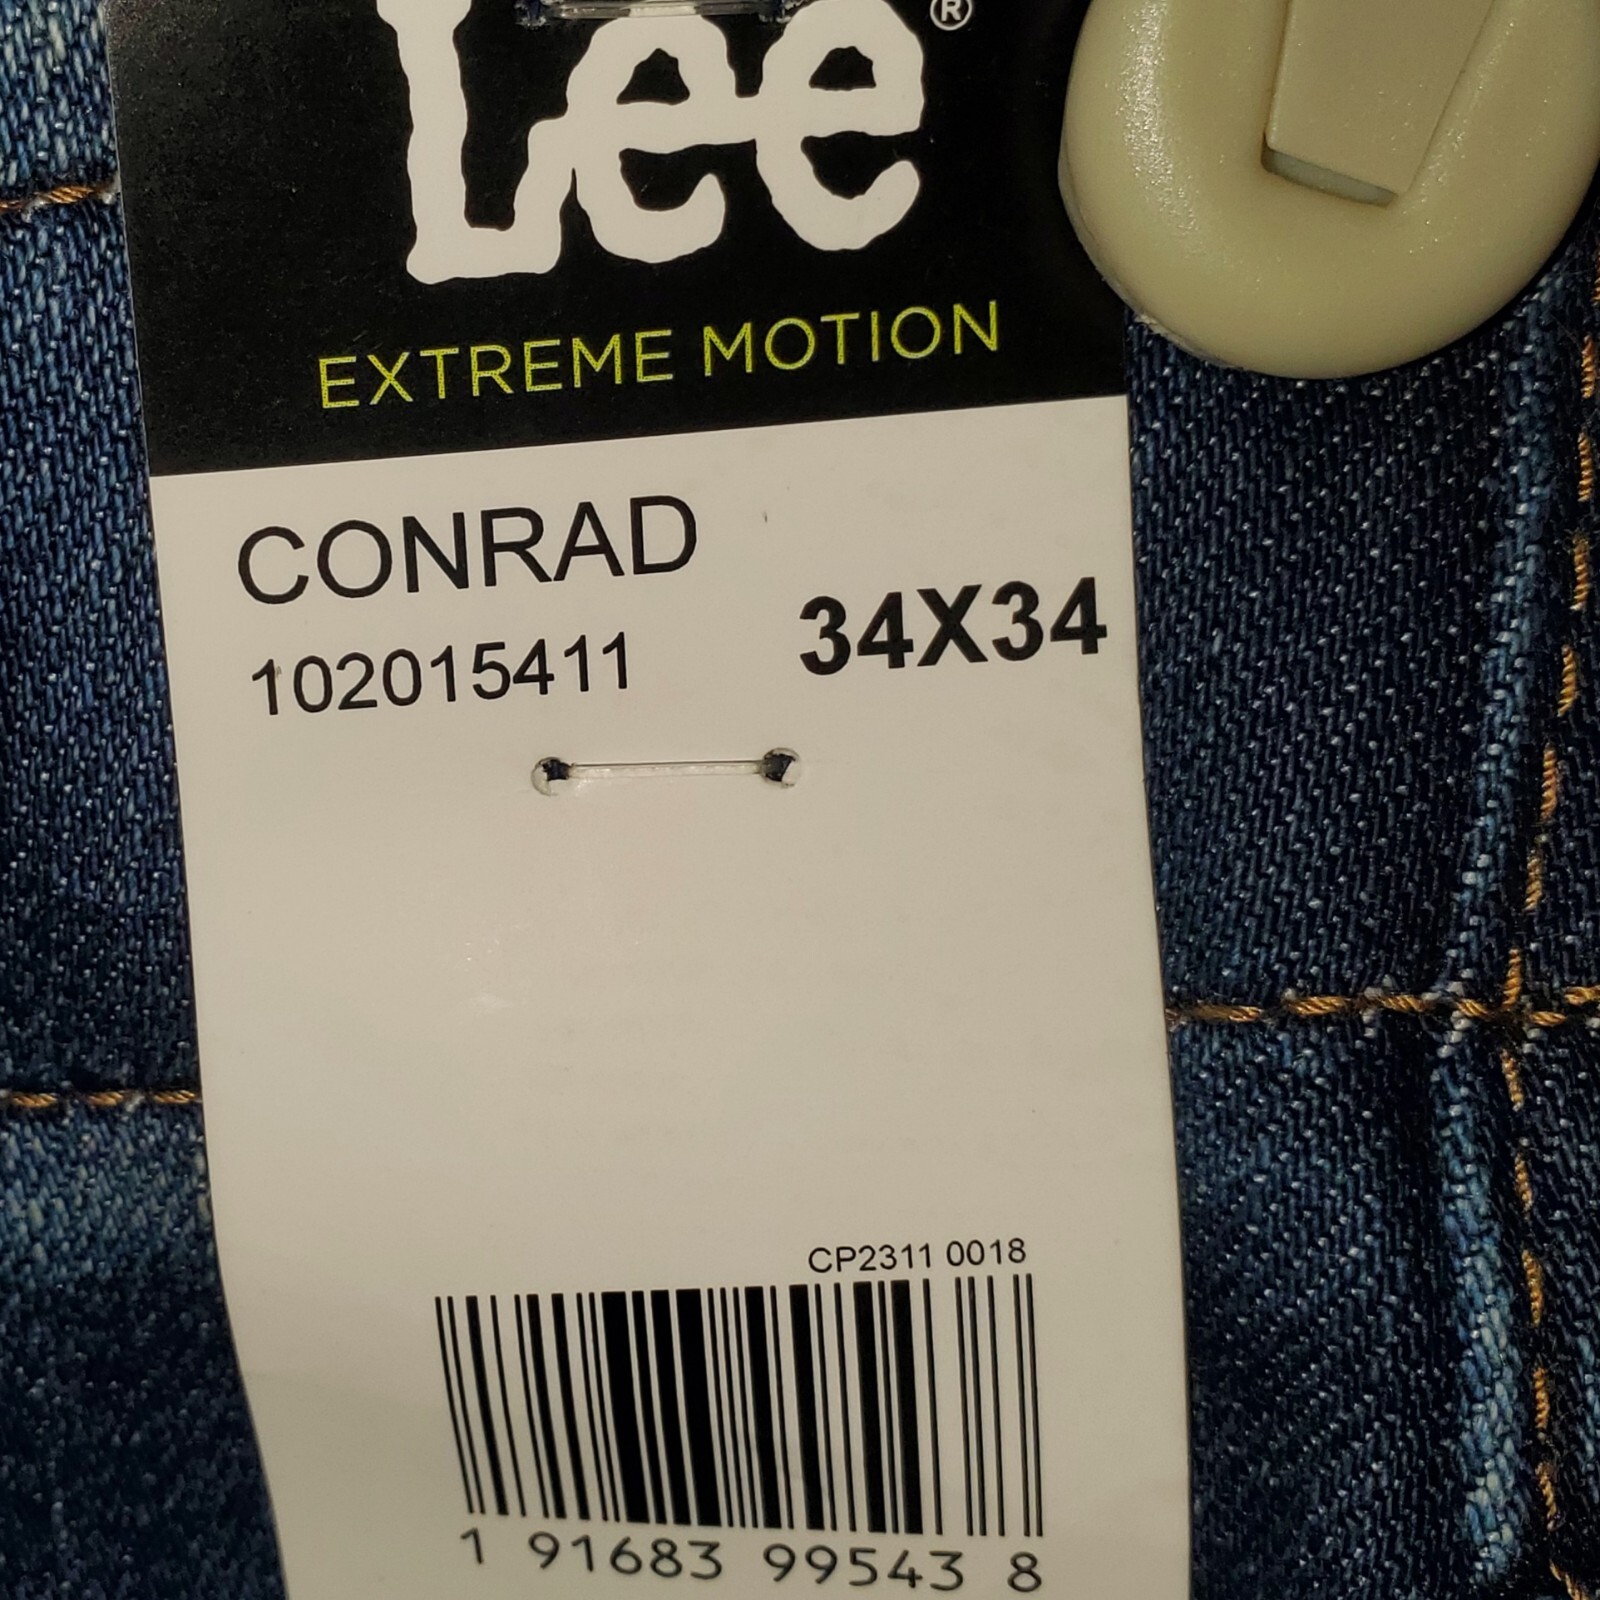 Lee®
EXTREME MOTION
CONRAD
102015411
34X34
CP2311 0018
1 91683 99543 8